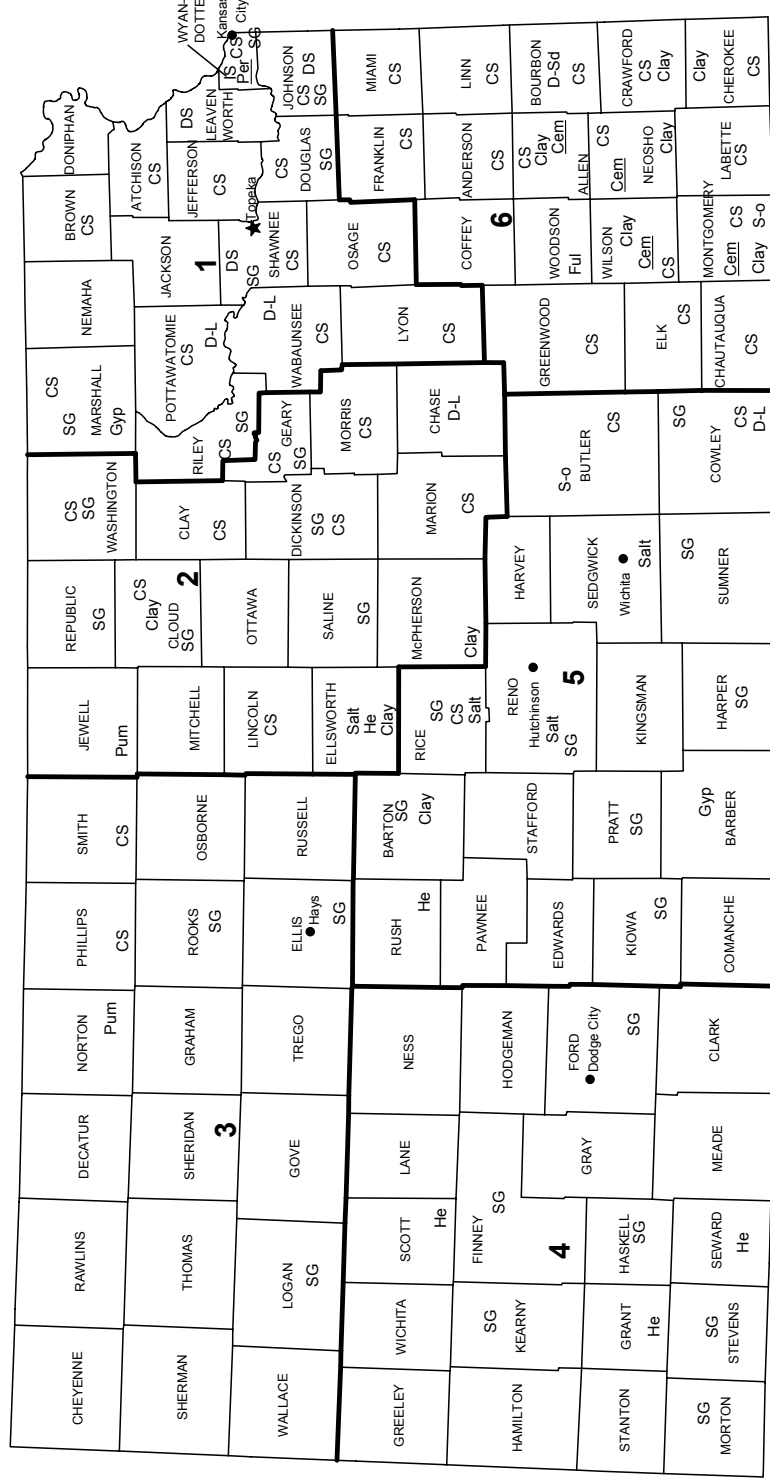 CHEYENNE
RAWLINS
DECATUR
NORTON
Pum
PHILLIPS
CS
SMITH
CS
JEWELL
Pum
REPUBLIC
SG
CS
SG
WASHINGTON
CS
SG
MARSHALL
Gyp
NEMAHA
BROWN
CS
DONIPHAN
SHERMAN
THOMAS
SHERIDAN
3
GRAHAM
ROOKS
SG
OSBORNE
MITCHELL
CS
Clay
CLOUD
SG
2
CLAY
CS
RILEY
CS
SG
POTTAWATOMIE
CS
D-L
JACKSON
1
ATCHISON
CS
JEFFERSON
CS
DS
LEAVEN
WORTH
WYAN-
DOTTE
Kansas
City
IS
CS
Per
SG
WALLACE
LOGAN
SG
GOVE
TREGO
ELLIS
Hays
SG
RUSSELL
LINCOLN
CS
OTTAWA
ELLSWORTH
Salt
He
Clay
SALINE
SG
DICKINSON
SG
CS
GEARY
CS
SG
MORRIS
CS
D-L
WABAUNSEE
CS
DS
Topeka
SG
SHAWNEE
CS
CS
DOUGLAS
SG
JOHNSON
CS DS
SG
OSAGE
CS
LYON
CS
FRANKLIN
CS
MIAMI
CS
GREELEY
WICHITA
SCOTT
He
LANE
NESS
RUSH
He
BARTON
SG
Clay
RICE
SG
CS
Salt
McPHERSON
Clay
MARION
CS
CHASE
D-L
COFFEY
6
ANDERSON
CS
LINN
CS
HAMILTON
SG
KEARNY
FINNEY
SG
4
HODGEMAN
GRAY
FORD
Dodge City
SG
PAWNEE
EDWARDS
STAFFORD
RENO
Hutchinson
Salt
SG
5
HARVEY
SEDGWICK
Wichita
Salt
S-o
BUTLER
CS
GREENWOOD
CS
WOODSON
Ful
CS
Clay
Cem
ALLEN
BOURBON
D-Sd
CS
STANTON
GRANT
He
HASKELL
SG
KIOWA
SG
PRATT
SG
KINGSMAN
ELK
CS
WILSON
Clay
Cem
CS
CS
Cem
NEOSHO
Clay
CRAWFORD
CS
Clay
SG
MORTON
SG
STEVENS
SEWARD
He
MEADE
CLARK
COMANCHE
Gyp
BARBER
HARPER
SG
SG
SUMNER
SG
COWLEY
CS
D-L
CHAUTAUQUA
CS
MONTGOMERY
Cem CS
Clay S-o
LABETTE
CS
Clay
CHEROKEE
CS